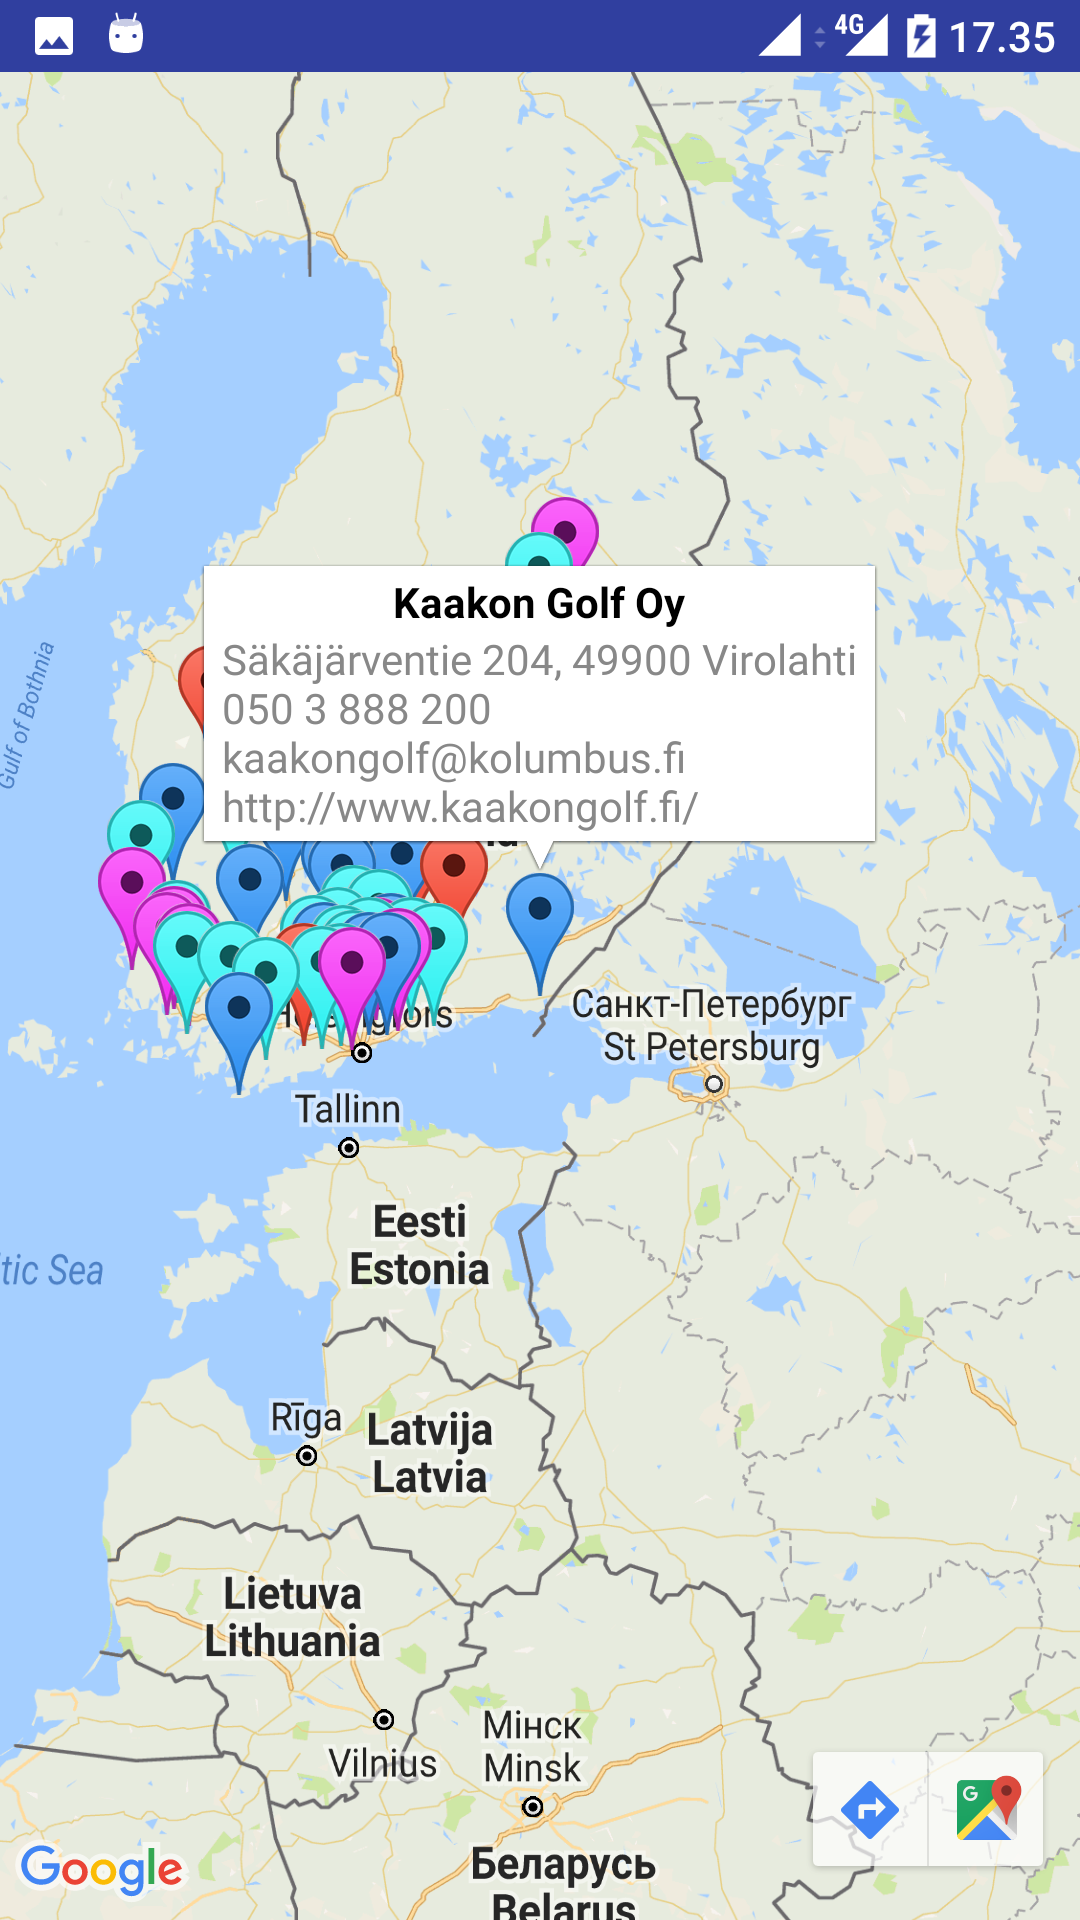 4G 17.35
Kaakon Golf Oy
Säkäjärventie 204, 49900 Virolahti
050 3 888 200
kaakongolf@kolumbus.fi
http://www.kaakongolf.fi/
Gulf of Bothnia
Санкт-Петербург
St Petersburg
Tallinn
Eesti
Estonia
tic Sea
Rīga
Latvija
Latvia
Lietuva
Lithuania
Vilnius
Мінск
Minsk
G
Google
Беларусь
Belarus